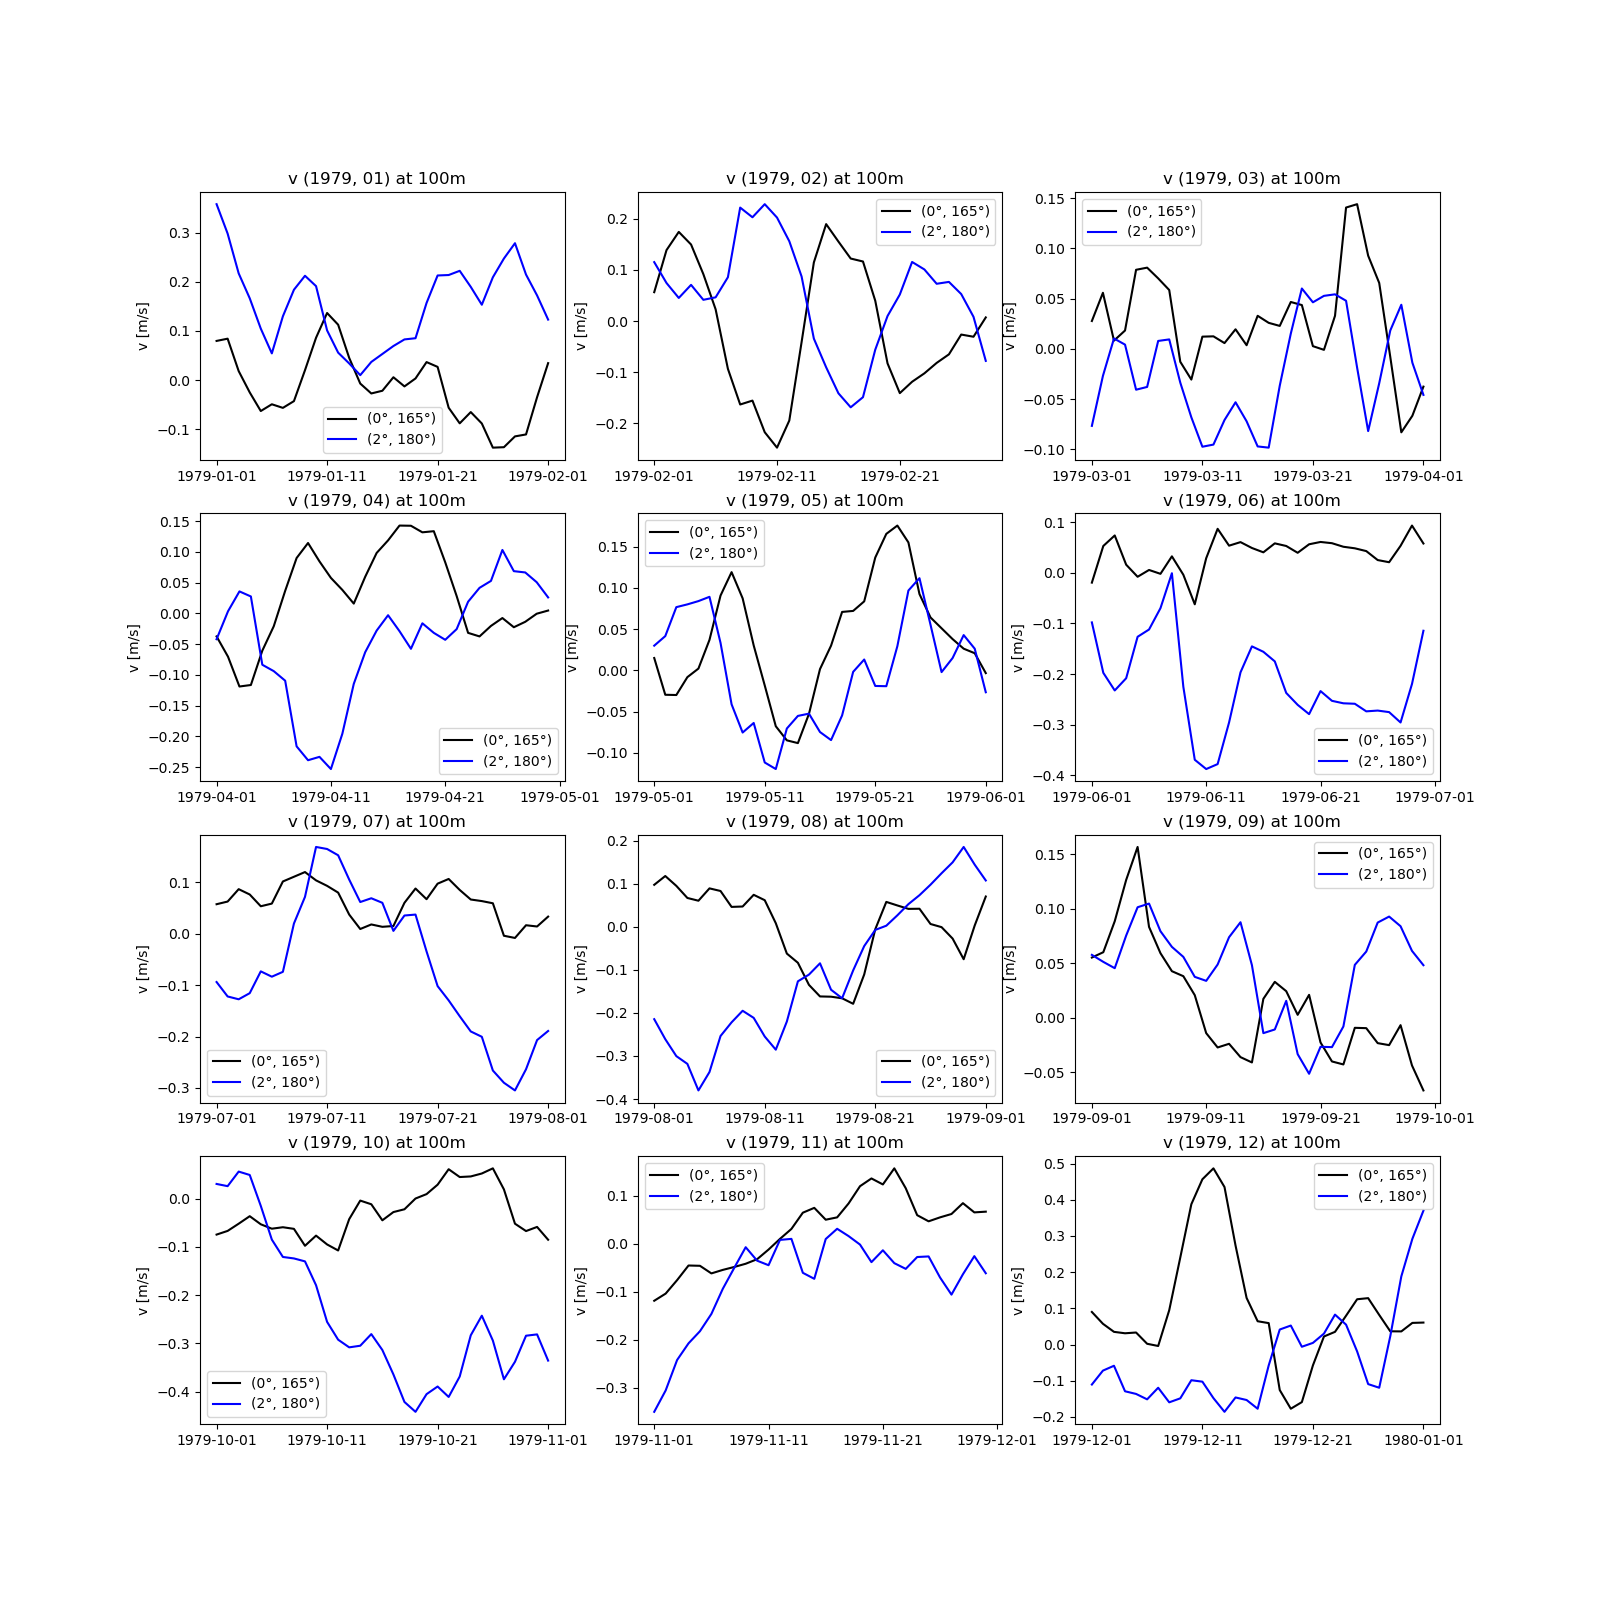 v (1979, 01) at 100m
v [m/s]
0.3
0.2
0.1
0.0
−0.1
(0°, 165°)
(2°, 180°)
1979-01-01 1979-01-11 1979-01-21 1979-02-01
v (1979, 02) at 100m
v [m/s]
0.2
0.1
0.0
−0.1
−0.2
(0°, 165°)
(2°, 180°)
1979-02-01 1979-02-11 1979-02-21
v (1979, 03) at 100m
v [m/s]
0.15
0.10
0.05
0.00
−0.05
−0.10
(0°, 165°)
(2°, 180°)
1979-03-01 1979-03-11 1979-03-21 1979-04-01
v (1979, 04) at 100m
v [m/s]
0.15
0.10
0.05
0.00
−0.05
−0.10
−0.15
−0.20
−0.25
(0°, 165°)
(2°, 180°)
1979-04-01 1979-04-11 1979-04-21 1979-05-01
v (1979, 05) at 100m
v [m/s]
0.15
0.10
0.05
0.00
−0.05
−0.10
(0°, 165°)
(2°, 180°)
1979-05-01 1979-05-11 1979-05-21 1979-06-01
v (1979, 06) at 100m
v [m/s]
0.1
0.0
−0.1
−0.2
−0.3
−0.4
(0°, 165°)
(2°, 180°)
1979-06-01 1979-06-11 1979-06-21 1979-07-01
v (1979, 07) at 100m
v [m/s]
0.1
0.0
−0.1
−0.2
−0.3
(0°, 165°)
(2°, 180°)
1979-07-01 1979-07-11 1979-07-21 1979-08-01
v (1979, 08) at 100m
v [m/s]
0.2
0.1
0.0
−0.1
−0.2
−0.3
−0.4
(0°, 165°)
(2°, 180°)
1979-08-01 1979-08-11 1979-08-21 1979-09-01
v (1979, 09) at 100m
v [m/s]
0.15
0.10
0.05
0.00
−0.05
(0°, 165°)
(2°, 180°)
1979-09-01 1979-09-11 1979-09-21 1979-10-01
v (1979, 10) at 100m
v [m/s]
0.0
−0.1
−0.2
−0.3
−0.4
(0°, 165°)
(2°, 180°)
1979-10-01 1979-10-11 1979-10-21 1979-11-01
v (1979, 11) at 100m
v [m/s]
0.1
0.0
−0.1
−0.2
−0.3
(0°, 165°)
(2°, 180°)
1979-11-01 1979-11-11 1979-11-21 1979-12-01
v (1979, 12) at 100m
v [m/s]
0.5
0.4
0.3
0.2
0.1
0.0
−0.1
−0.2
(0°, 165°)
(2°, 180°)
1979-12-01 1979-12-11 1979-12-21 1980-01-01